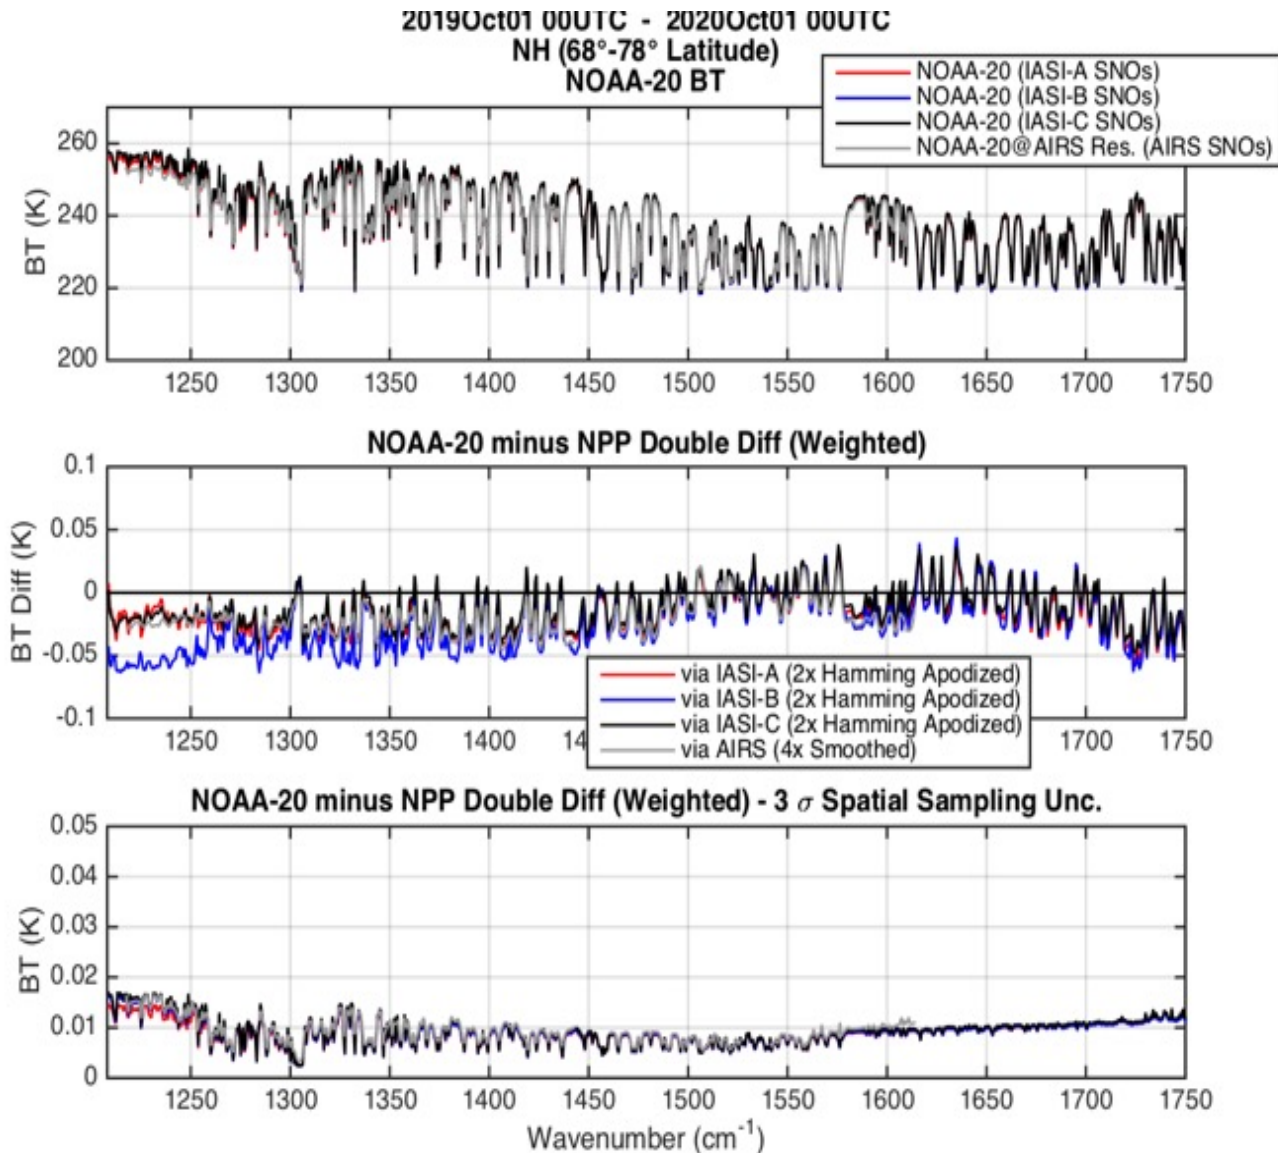 2019Oct01 00UTC - 2020Oct01 00UTC
NH (68°-78° Latitude)
NOAA-20 BT
NOAA-20 (IASI-A SNOs)
NOAA-20 (IASI-B SNOs)
NOAA-20 (IASI-C SNOs)
NOAA-20@AIRS Res. (AIRS SNOs)
BT (K)
260
240
220
200
1250 1300 1350 1400 1450 1500 1550 1600 1650 1700 1750
NOAA-20 minus NPP Double Diff (Weighted)
BT Diff (K)
0.1
0.05
0
-0.05
-0.1
via IASI-A (2x Hamming Apodized)
via IASI-B (2x Hamming Apodized)
via IASI-C (2x Hamming Apodized)
via AIRS (4x Smoothed)
1250 1300 1350 1400 1700 1750
NOAA-20 minus NPP Double Diff (Weighted) - 3 σ Spatial Sampling Unc.
BT (K)
0.05
0.04
0.03
0.02
0.01
0
1250 1300 1350 1400 1450 1500 1550 1600 1650 1700 1750
Wavenumber (cm⁻¹)